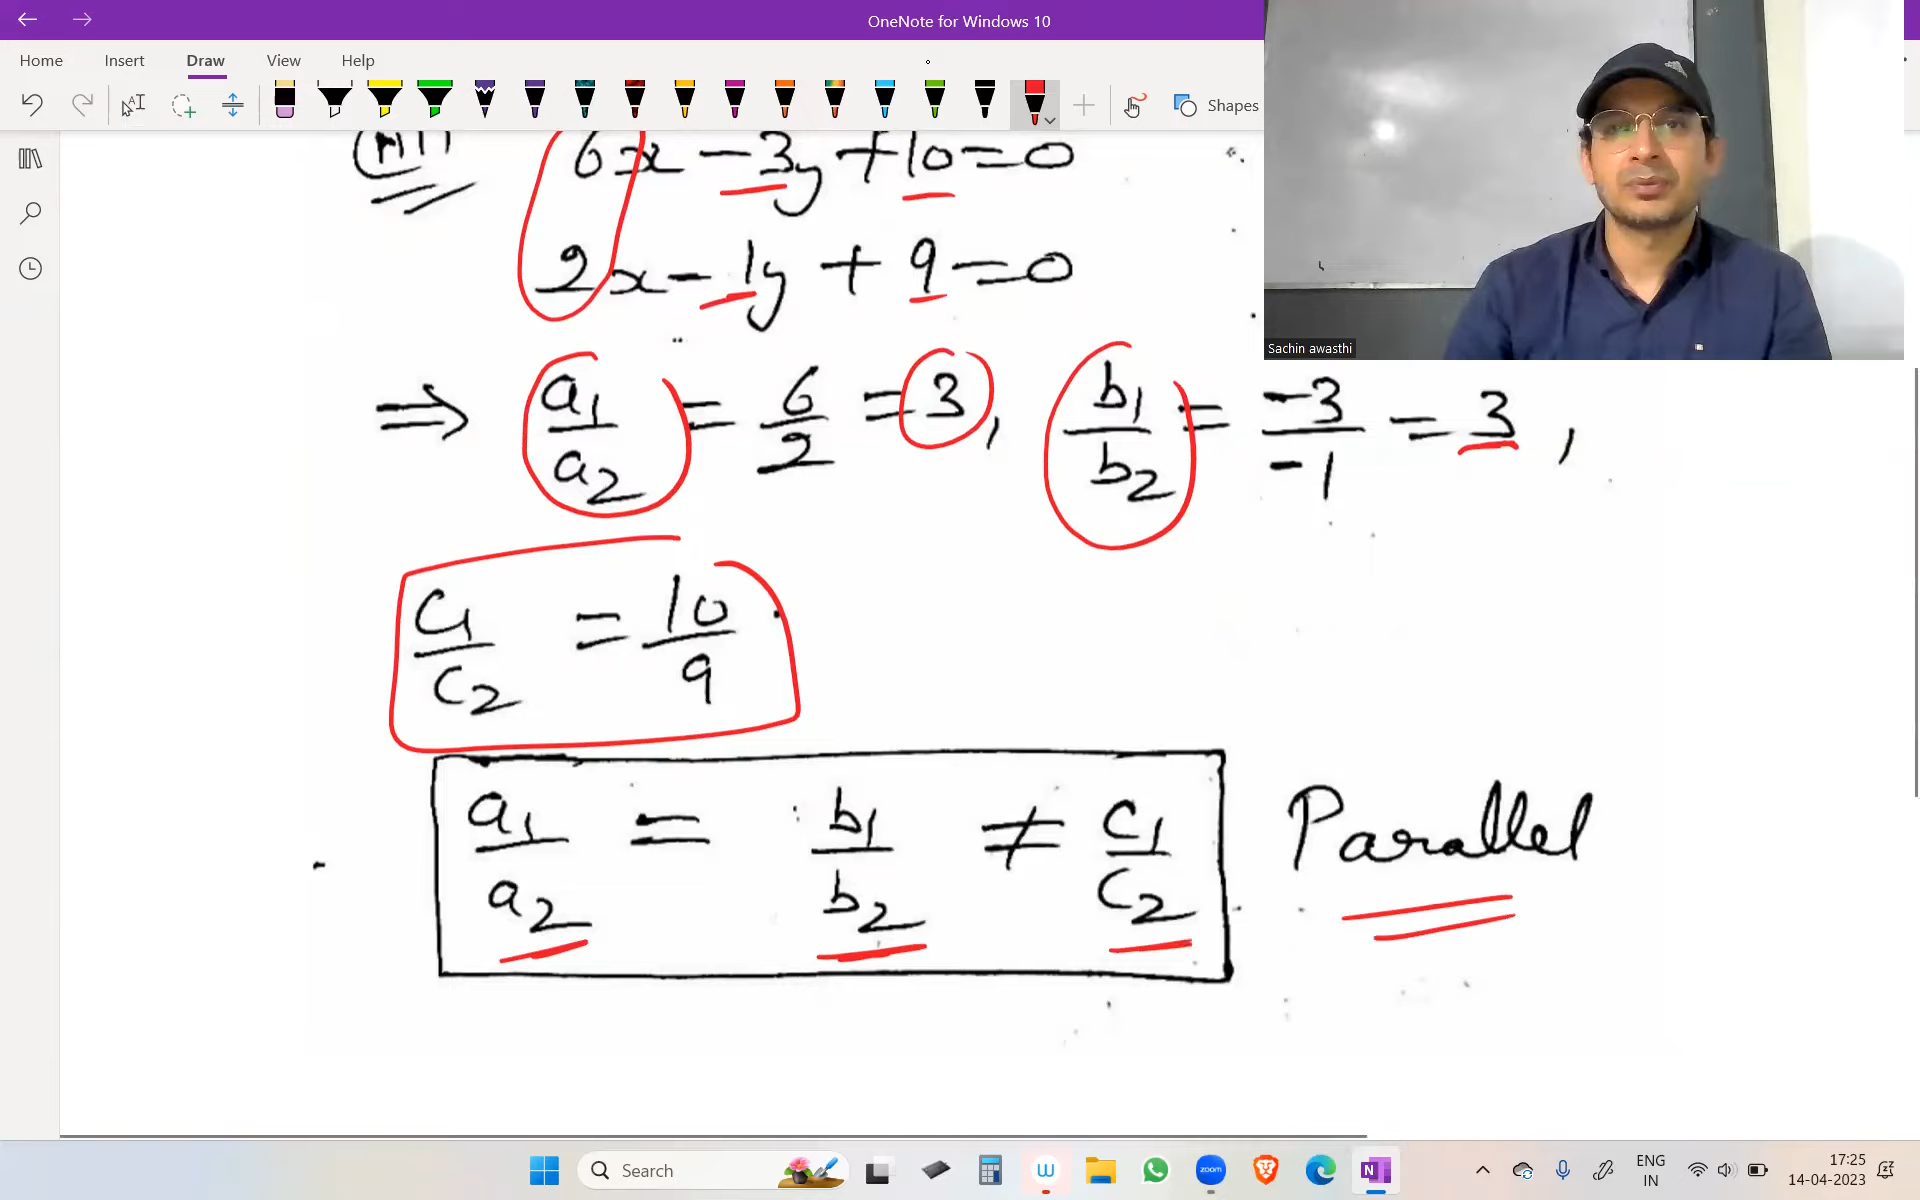 OneNote for Windows 10
Home Insert Draw View Help
Shapes
6x - 3y + 10 = 0
2x - 1y + 9 = 0
Sachin awasthi
⇒ a1/a2 = 6/2 = 3, b1/b2 = -3/-1 = 3,
c1/c2 = 10/9
a1/a2 = b1/b2 ≠ c1/c2 Parallel
Search
zoom
ENG
IN
17:25
14-04-2023